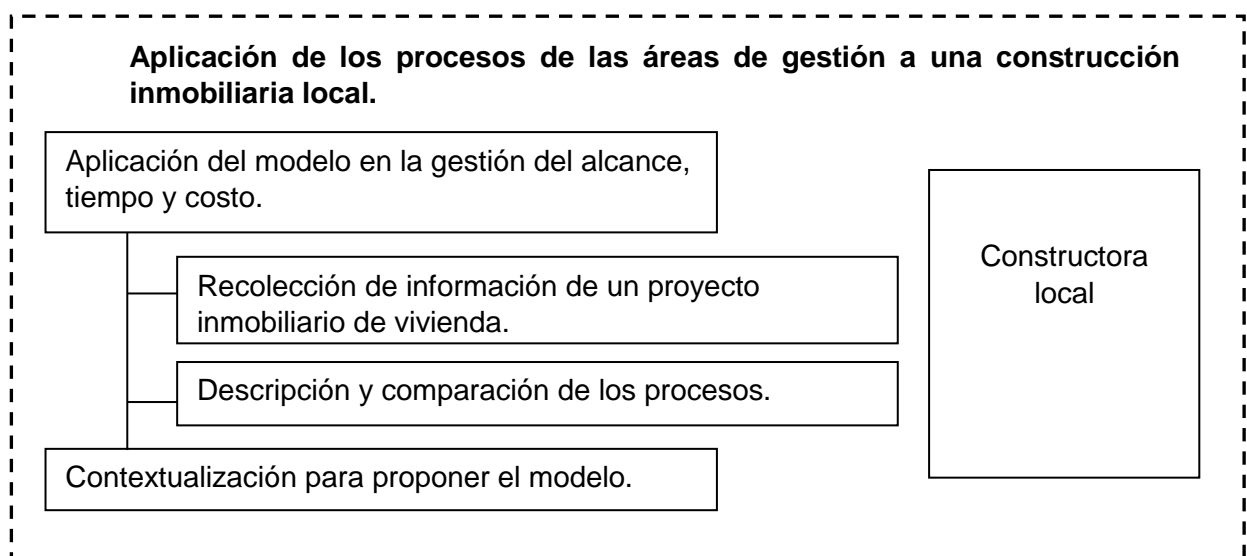 Aplicación de los procesos de las áreas de gestión a una construcción
inmobiliaria local.
Aplicación del modelo en la gestión del alcance,
tiempo y costo.
Recolección de información de un proyecto
inmobiliario de vivienda.
Descripción y comparación de los procesos.
Contextualización para proponer el modelo.
Constructora
local